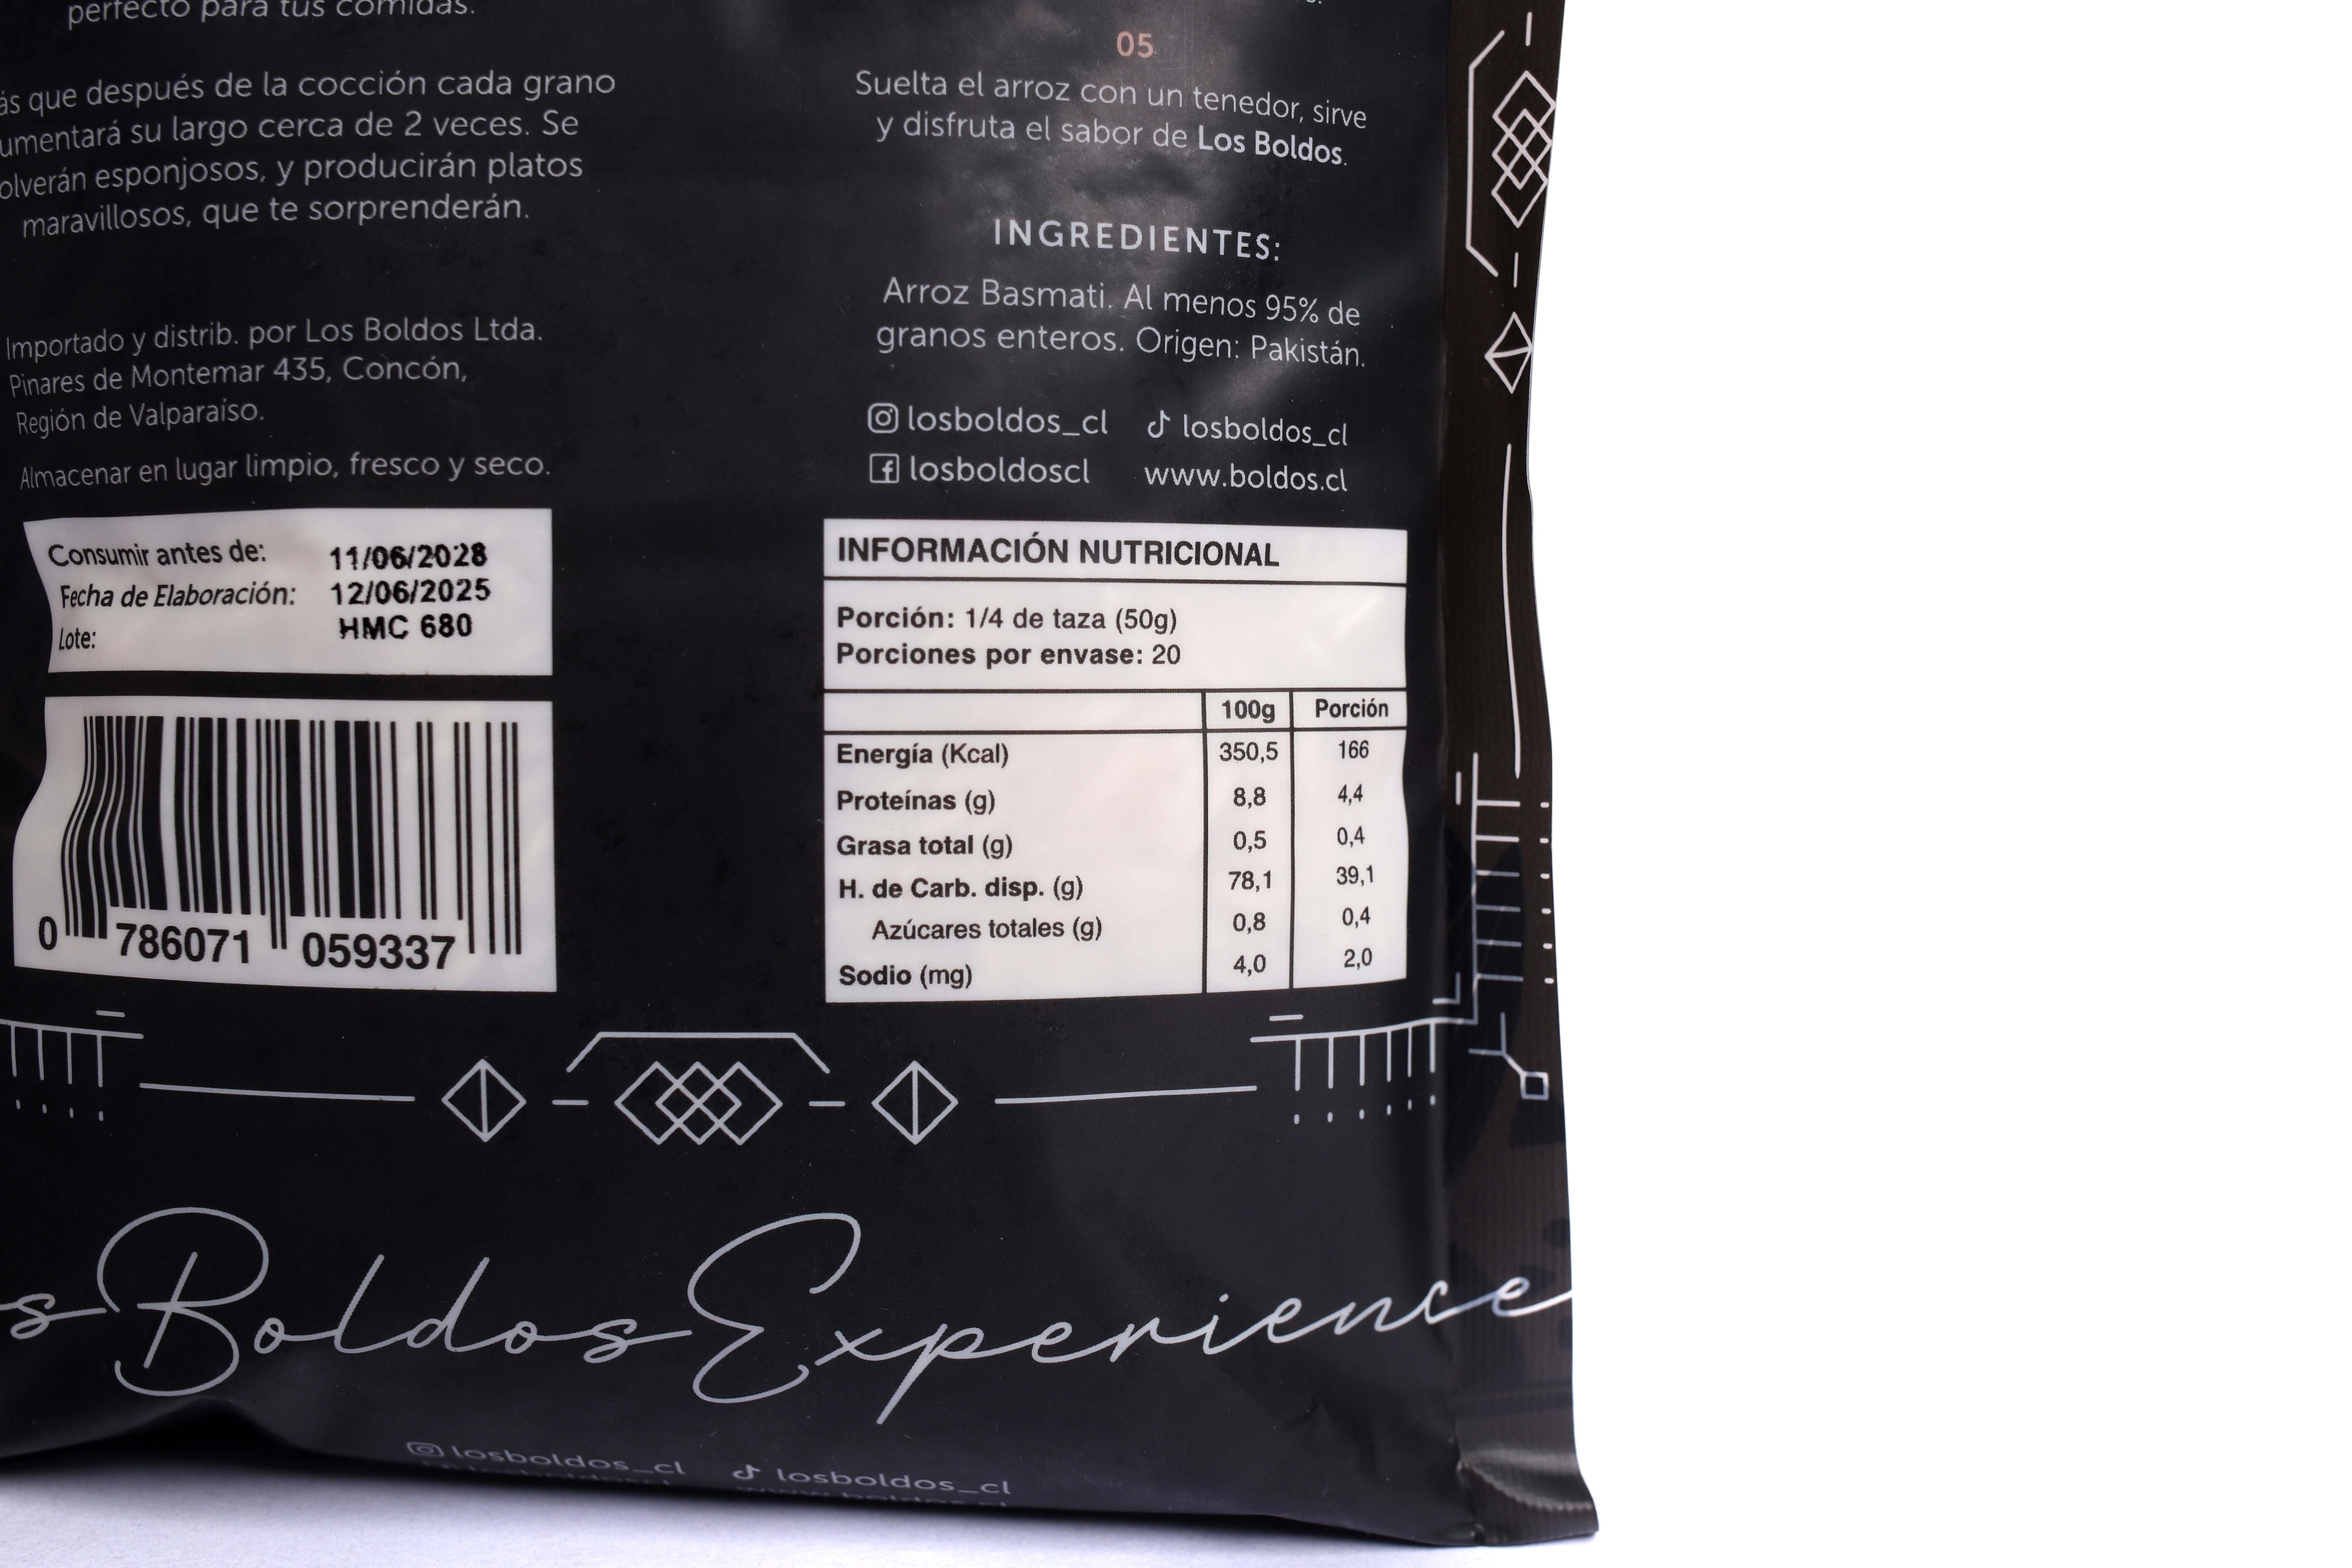 perfecto para tus comidas.
que después de la cocción cada grano
su largo cerca de 2 veces. Se
esponjosos, y producirán platos
maravillosos, que te sorprenderán.
Importado y distrib. por Los Boldos Ltda.
Pinares de Montemar 435, Concón,
Región de Valparaíso.
Almacenar en lugar limpio, fresco y seco.
Consumir antes de: 11/06/2028
Fecha de Elaboración: 12/06/2025
Lote: HMC 680
0 786071 059337
05
Suelta el arroz con un tenedor, sirve
y disfruta el sabor de Los Boldos.
INGREDIENTES:
Arroz Basmati. Al menos 95% de
granos enteros. Origen: Pakistán.
losboldos_cl losboldos_cl
losboldoscl www.boldos.cl
INFORMACIÓN NUTRICIONAL
Porción: 1/4 de taza (50g)
Porciones por envase: 20
100g Porción
Energía (Kcal) 350,5 166
Proteínas (g) 8,8 4,4
Grasa total (g) 0,5 0,4
H. de Carb. disp. (g) 78,1 39,1
Azúcares totales (g) 0,8 0,4
Sodio (mg) 4,0 2,0
Boldos Experience
losboldos_cl losboldos_cl